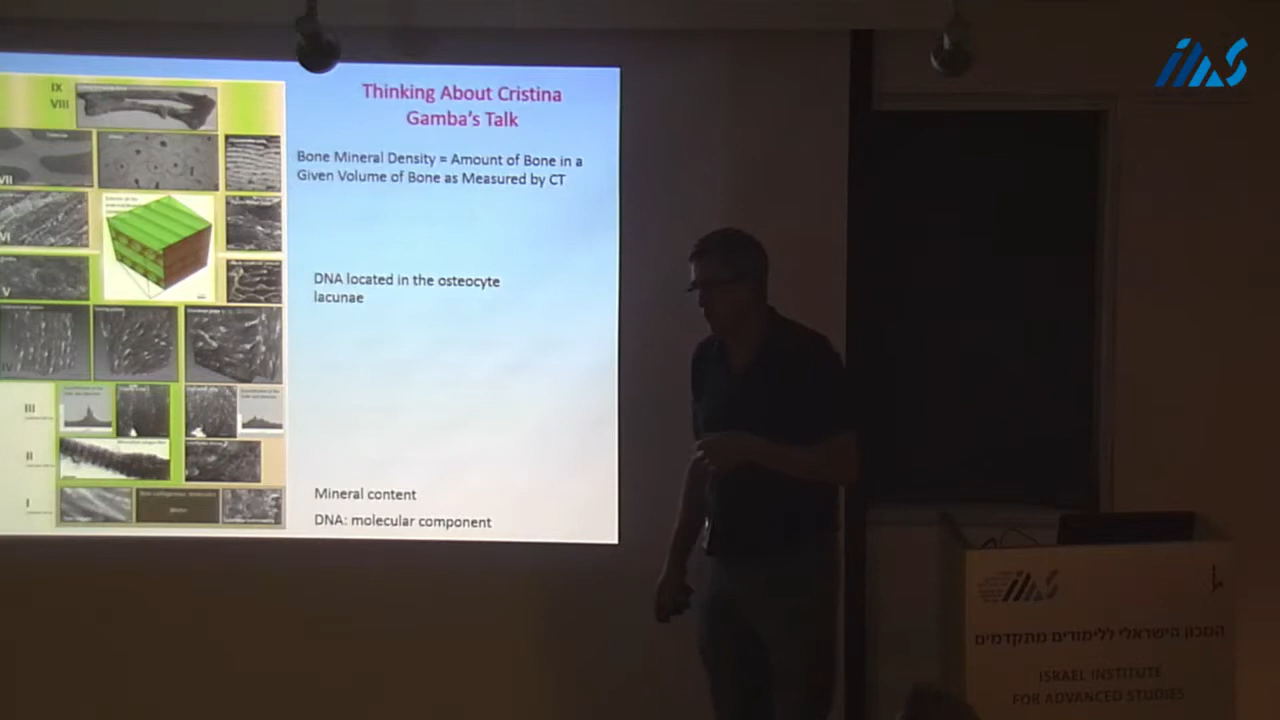 IIAS
IX
VIII
VII
VI
V
IV
III
II
I
Thinking About Cristina
Gamba's Talk
Bone Mineral Density = Amount of Bone in a
Given Volume of Bone as Measured by CT
DNA located in the osteocyte
lacunae
Mineral content
DNA: molecular component
IIAS
המכון הישראלי ללימודים מתקדמים
ISRAEL INSTITUTE
FOR ADVANCED STUDIES